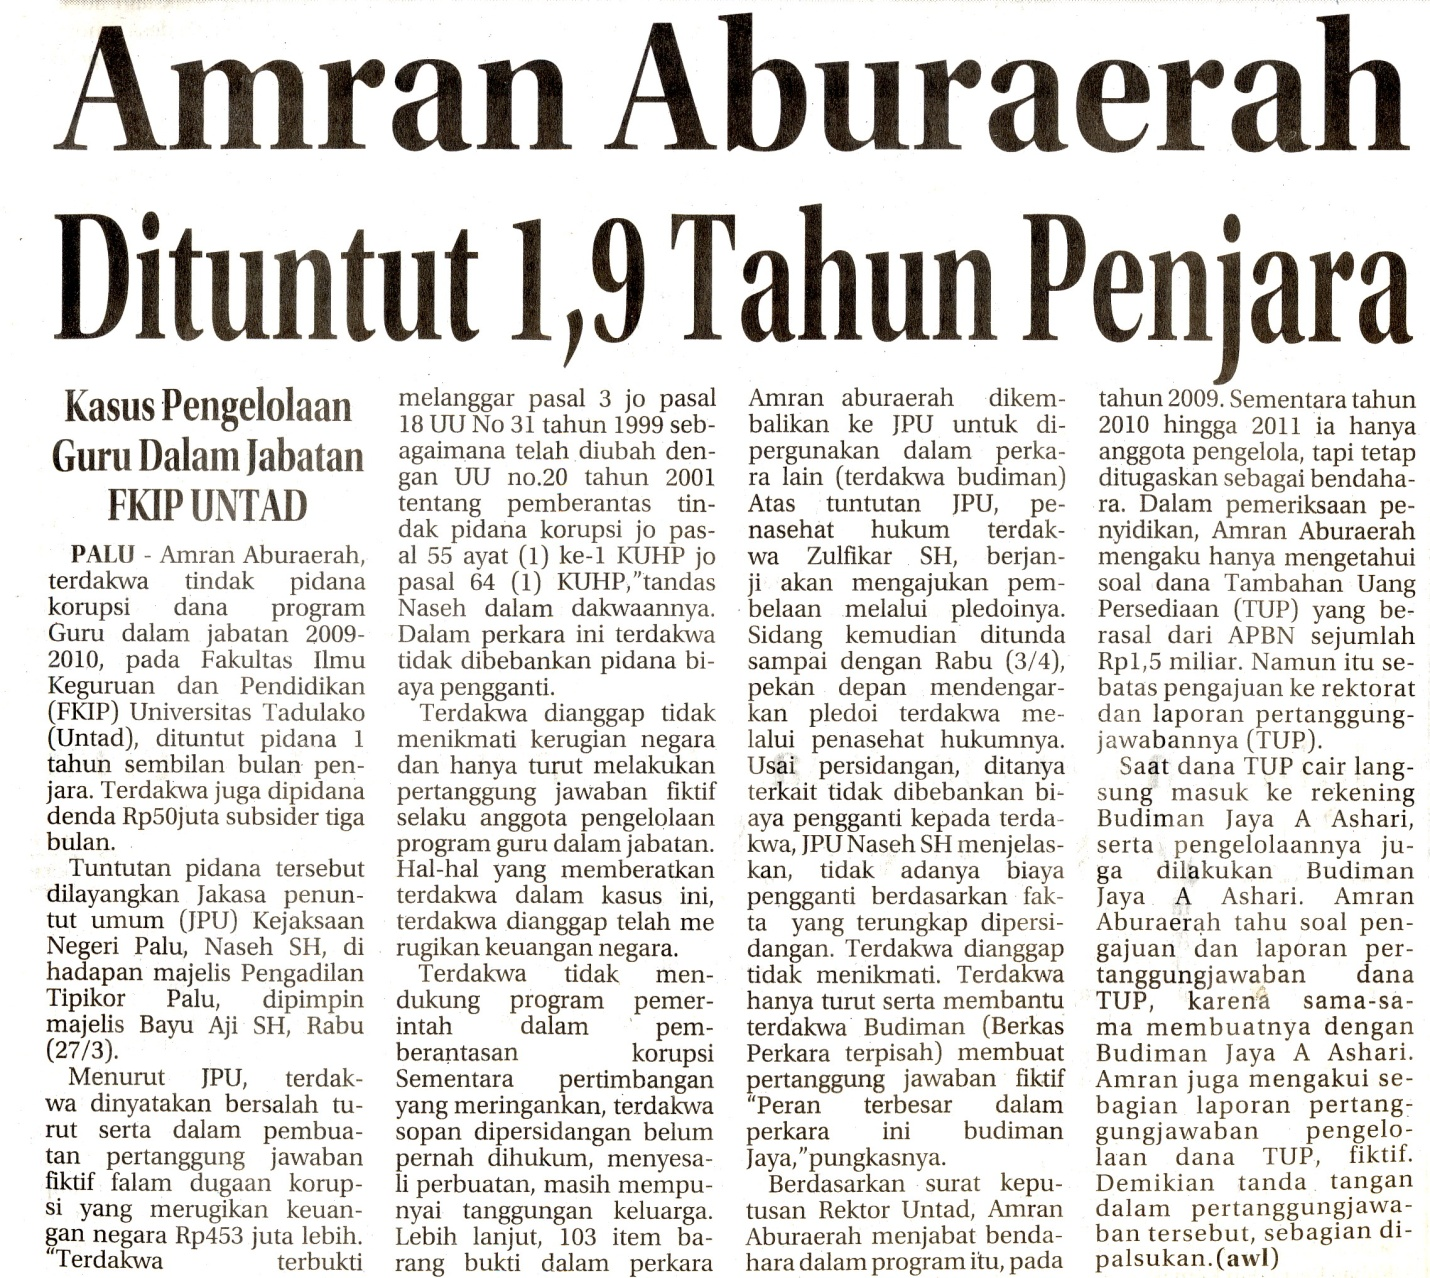 Amran Aburaerah
Dituntut 1,9 Tahun Penjara
Kasus Pengelolaan
Guru Dalam Jabatan
FKIP UNTAD
PALU - Amran Aburaerah,
terdakwa tindak pidana
korupsi dana program
Guru dalam jabatan 2009-
2010, pada Fakultas Ilmu
Keguruan dan Pendidikan
(FKIP) Universitas Tadulako
(Untad), dituntut pidana 1
tahun sembilan bulan pen-
jara. Terdakwa juga dipidana
denda Rp50juta subsider tiga
bulan.
Tuntutan pidana tersebut
dilayangkan Jakasa penun-
tut umum (JPU) Kejaksaan
Negeri Palu, Naseh SH, di
hadapan majelis Pengadilan
Tipikor Palu, dipimpin
majelis Bayu Aji SH, Rabu
(27/3).
Menurut JPU, terdak-
wa dinyatakan bersalah tu-
rut serta dalam pembua-
tan pertanggung jawaban
fiktif falam dugaan korup-
si yang merugikan keuan-
gan negara Rp453 juta lebih.
"Terdakwa terbukti
melanggar pasal 3 jo pasal
18 UU No 31 tahun 1999 seb-
agaimana telah diubah den-
gan UU no.20 tahun 2001
tentang pemberantas tin-
dak pidana korupsi jo pas-
al 55 ayat (1) ke-1 KUHP jo
pasal 64 (1) KUHP,"tandas
Naseh dalam dakwaannya.
Dalam perkara ini terdakwa
tidak dibebankan pidana bi-
aya pengganti.
Terdakwa dianggap tidak
menikmati kerugian negara
dan hanya turut melakukan
pertanggung jawaban fiktif
selaku anggota pengelolaan
program guru dalam jabatan.
Hal-hal yang memberatkan
terdakwa dalam kasus ini,
terdakwa dianggap telah me
rugikan keuangan negara.
Terdakwa tidak men-
dukung program pemer-
intah dalam pem-
berantasan korupsi
Sementara pertimbangan
yang meringankan, terdakwa
sopan dipersidangan belum
pernah dihukum, menyesa-
li perbuatan, masih mempu-
nyai tanggungan keluarga.
Lebih lanjut, 103 item ba-
rang bukti dalam perkara
Amran aburaerah dikem-
balikan ke JPU untuk di-
pergunakan dalam perka-
ra lain (terdakwa budiman)
Atas tuntutan JPU, pe-
nasehat hukum terdak-
wa Zulfikar SH, berjan-
ji akan mengajukan pem-
belaan melalui pledoinya.
Sidang kemudian ditunda
sampai dengan Rabu (3/4),
pekan depan mendengar-
kan pledoi terdakwa me-
lalui penasehat hukumnya.
Usai persidangan, ditanya
terkait tidak dibebankan bi-
aya pengganti kepada terda-
kwa, JPU Naseh SH menjelas-
kan, tidak adanya biaya
pengganti berdasarkan fak-
ta yang terungkap dipersi-
dangan. Terdakwa dianggap
tidak menikmati. Terdakwa
hanya turut serta membantu
terdakwa Budiman (Berkas
Perkara terpisah) membuat
pertanggung jawaban fiktif
"Peran terbesar dalam
perkara ini budiman
Jaya,"pungkasnya.
Berdasarkan surat kepu-
tusan Rektor Untad, Amran
Aburaerah menjabat benda-
hara dalam program itu, pada
tahun 2009. Sementara tahun
2010 hingga 2011 ia hanya
anggota pengelola, tapi tetap
ditugaskan sebagai bendaha-
ra. Dalam pemeriksaan pe-
nyidikan, Amran Aburaerah
mengaku hanya mengetahui
soal dana Tambahan Uang
Persediaan (TUP) yang be-
rasal dari APBN sejumlah
Rp1,5 miliar. Namun itu se-
batas pengajuan ke rektorat
dan laporan pertanggung-
jawabannya (TUP).
Saat dana TUP cair lang-
sung masuk ke rekening
Budiman Jaya A Ashari,
serta pengelolaannya ju-
ga dilakukan Budiman
Jaya A Ashari. Amran
Aburaerah tahu soal pen-
gajuan dan laporan per-
tanggungjawaban dana
TUP, karena sama-sa-
ma membuatnya dengan
Budiman Jaya A Ashari.
Amran juga mengakui se-
bagian laporan pertang-
gungjawaban pengelo-
laan dana TUP, fiktif.
Demikian tanda tangan
dalam pertanggungjawa-
ban tersebut, sebagian di-
palsukan.(awl)